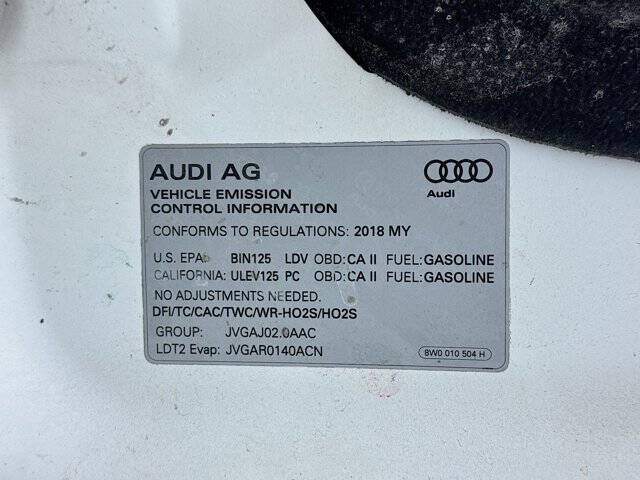 AUDI AG
Audi
VEHICLE EMISSION
CONTROL INFORMATION
CONFORMS TO REGULATIONS: 2018 MY
U.S. EPA: BIN125 LDV OBD: CA II FUEL: GASOLINE
CALIFORNIA: ULEV125 PC OBD: CA II FUEL: GASOLINE
NO ADJUSTMENTS NEEDED.
DFI/TC/CAC/TWC/WR-HO2S/HO2S
GROUP: JVGAJ02.0AAC
LDT2 Evap: JVGAR0140ACN
8W0 010 504 H